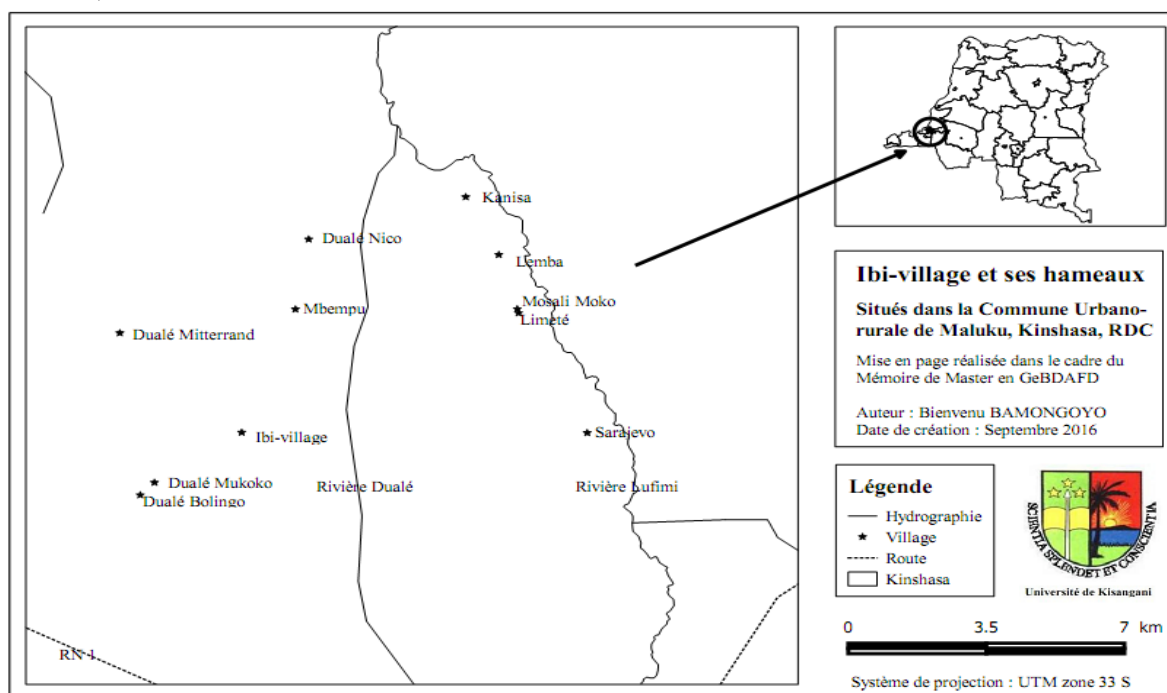 Kanisa
Dualé Nico
Lemba
Mosali Moko
Mbempu
Limeté
Dualé Mitterrand
Ibi-village
Sarajevo
Dualé Mukoko
Rivière Dualé
Rivière Lufimi
Dualé Bolingo
RN 1
Ibi-village et ses hameaux
Situés dans la Commune Urbano-
rurale de Maluku, Kinshasa, RDC
Mise en page réalisée dans le cadre du
Mémoire de Master en GeBDAFD
Auteur : Bienvenu BAMONGOYO
Date de création : Septembre 2016
Légende
Hydrographie
Village
Route
Kinshasa
SCIENTIA SPLENDET ET CONSCIENTIA
Université de Kisangani
0 3.5 7 km
Système de projection : UTM zone 33 S